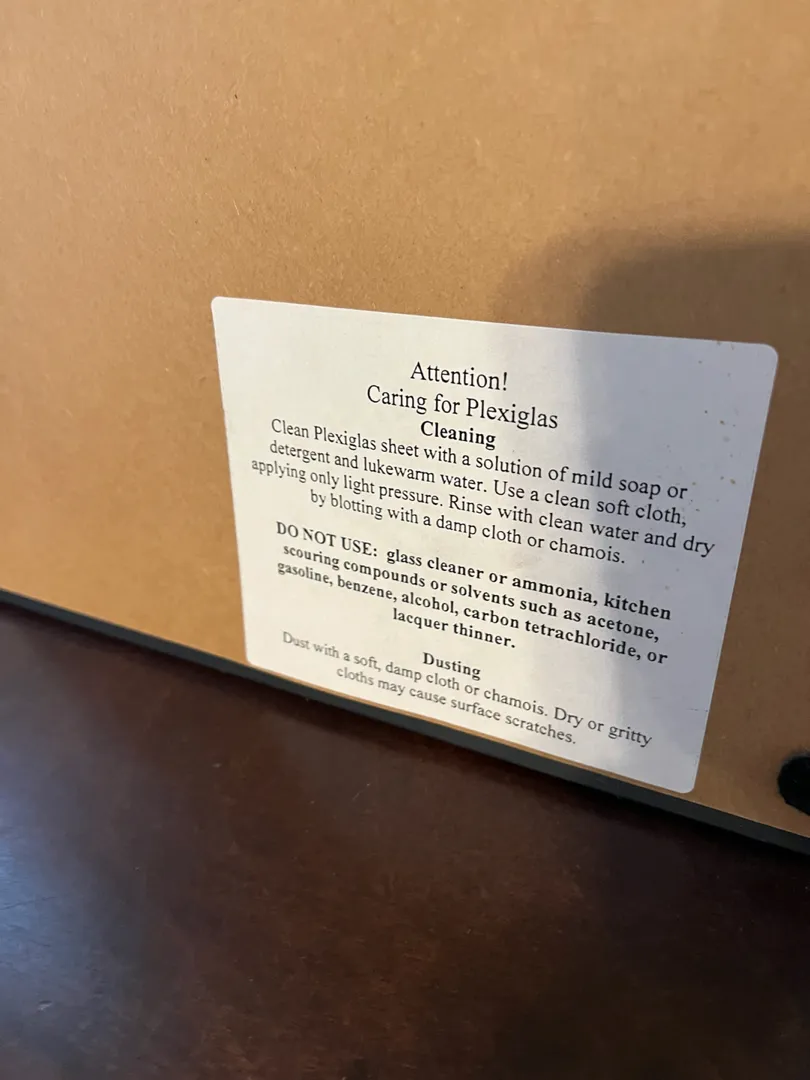 Attention!
Caring for Plexiglas
Cleaning
Clean Plexiglas sheet with a solution of mild soap or
detergent and lukewarm water. Use a clean soft cloth,
applying only light pressure. Rinse with clean water and dry
by blotting with a damp cloth or chamois.
DO NOT USE: glass cleaner or ammonia, kitchen
scouring compounds or solvents such as acetone,
gasoline, benzene, alcohol, carbon tetrachloride, or
lacquer thinner.
Dusting
Dust with a soft, damp cloth or chamois. Dry or gritty
cloths may cause surface scratches.